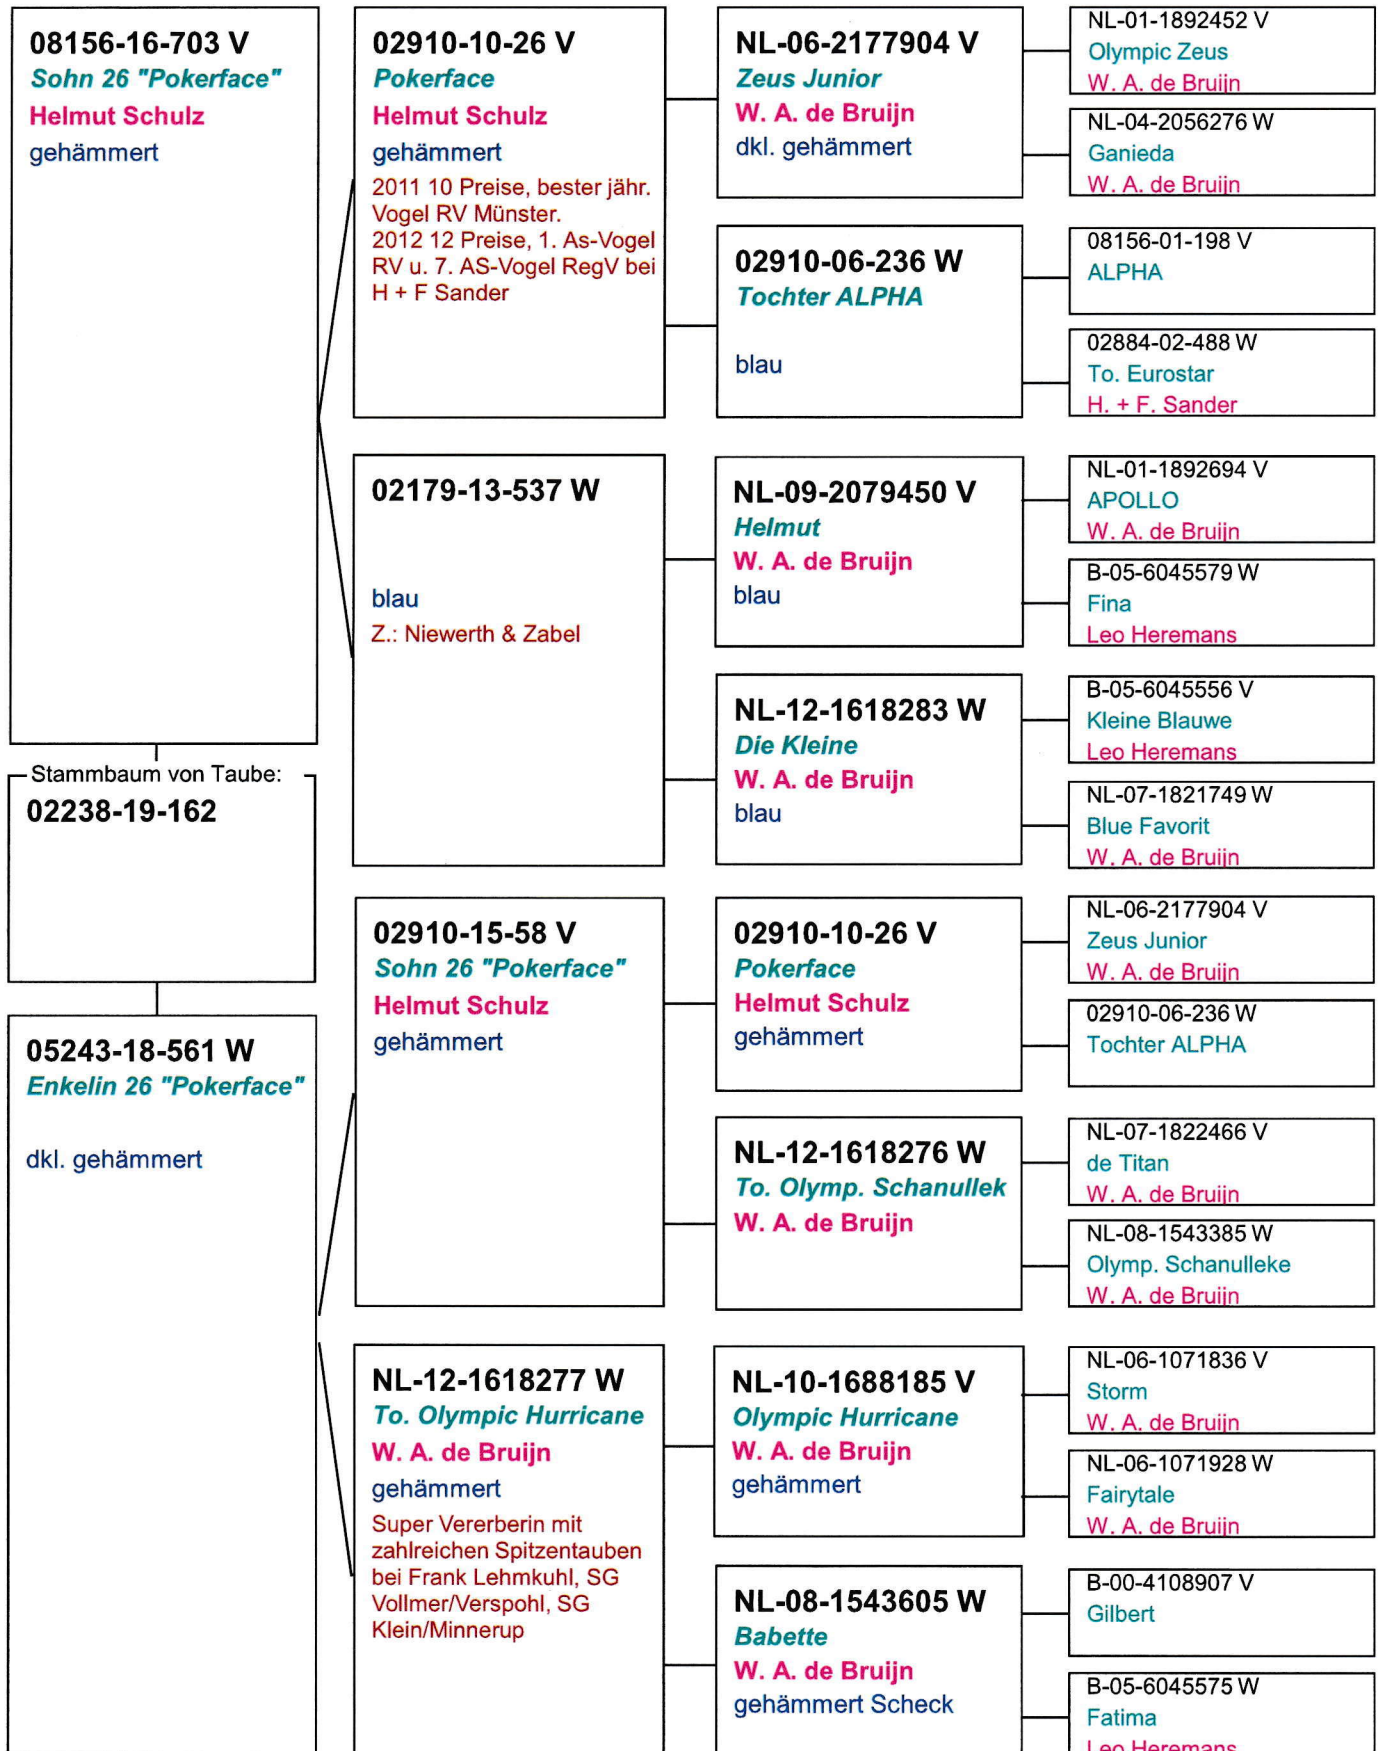 08156-16-703 V
Sohn 26 "Pokerface"
Helmut Schulz
gehämmert
Stammbaum von Taube:
02238-19-162
05243-18-561 W
Enkelin 26 "Pokerface"
dkl. gehämmert
02910-10-26 V
Pokerface
Helmut Schulz
gehämmert
2011 10 Preise, bester jähr.
Vogel RV Münster.
2012 12 Preise, 1. As-Vogel
RV u. 7. AS-Vogel RegV bei
H + F Sander
02179-13-537 W
blau
Z.: Niewerth & Zabel
02910-15-58 V
Sohn 26 "Pokerface"
Helmut Schulz
gehämmert
NL-12-1618277 W
To. Olympic Hurricane
W. A. de Bruijn
gehämmert
Super Vererberin mit
zahlreichen Spitzentauben
bei Frank Lehmkuhl, SG
Vollmer/Verspohl, SG
Klein/Minnerup
NL-06-2177904 V
Zeus Junior
W. A. de Bruijn
dkl. gehämmert
02910-06-236 W
Tochter ALPHA
blau
NL-09-2079450 V
Helmut
W. A. de Bruijn
blau
NL-12-1618283 W
Die Kleine
W. A. de Bruijn
blau
02910-10-26 V
Pokerface
Helmut Schulz
gehämmert
NL-12-1618276 W
To. Olymp. Schanullek
W. A. de Bruijn
NL-10-1688185 V
Olympic Hurricane
W. A. de Bruijn
gehämmert
NL-08-1543605 W
Babette
W. A. de Bruijn
gehämmert Scheck
NL-01-1892452 V
Olympic Zeus
W. A. de Bruijn
NL-04-2056276 W
Ganieda
W. A. de Bruijn
08156-01-198 V
ALPHA
02884-02-488 W
To. Eurostar
H. + F. Sander
NL-01-1892694 V
APOLLO
W. A. de Bruijn
B-05-6045579 W
Fina
Leo Heremans
B-05-6045556 V
Kleine Blauwe
Leo Heremans
NL-07-1821749 W
Blue Favorit
W. A. de Bruijn
NL-06-2177904 V
Zeus Junior
W. A. de Bruijn
02910-06-236 W
Tochter ALPHA
NL-07-1822466 V
de Titan
W. A. de Bruijn
NL-08-1543385 W
Olymp. Schanulleke
W. A. de Bruijn
NL-06-1071836 V
Storm
W. A. de Bruijn
NL-06-1071928 W
Fairytale
W. A. de Bruijn
B-00-4108907 V
Gilbert
B-05-6045575 W
Fatima
Leo Heremans